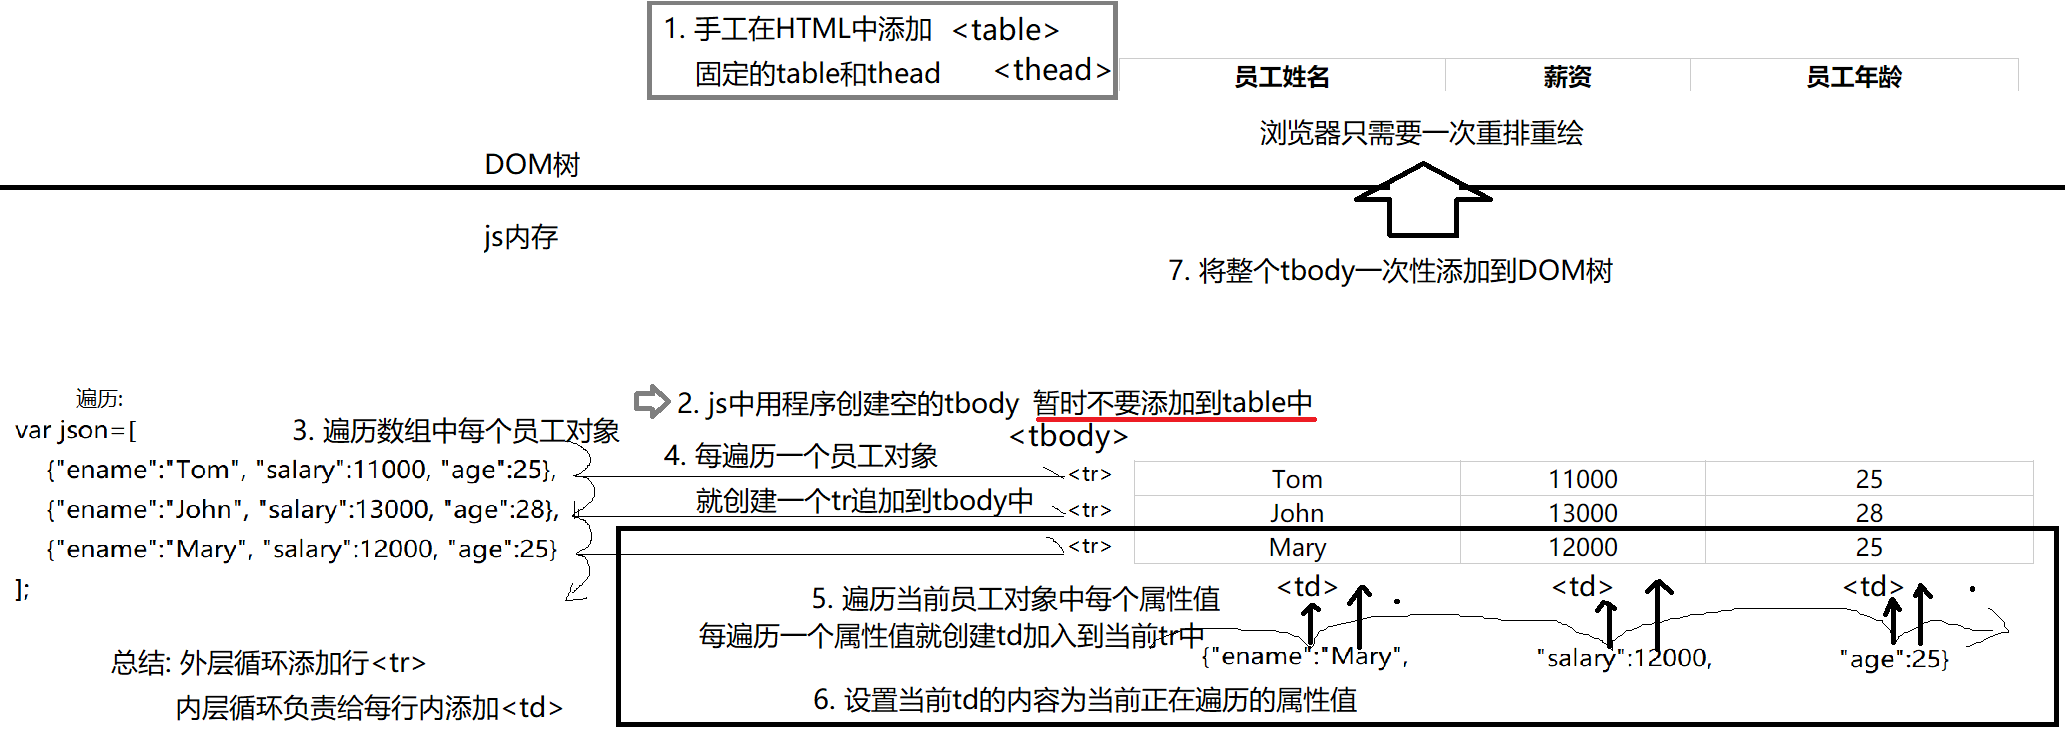 1. 手工在HTML中添加 <table>
固定的table和thead <thead>
员工姓名 薪资 员工年龄
浏览器只需要一次重排重绘
DOM树
js内存
7. 将整个tbody一次性添加到DOM树
遍历:
var json=[
{"ename":"Tom", "salary":11000, "age":25},
{"ename":"John", "salary":13000, "age":28},
{"ename":"Mary", "salary":12000, "age":25}
];
3. 遍历数组中每个员工对象
2. js中用程序创建空的tbody 暂时不要添加到table中
<tbody>
4. 每遍历一个员工对象
就创建一个tr追加到tbody中
<tr> Tom 11000 25
<tr> John 13000 28
<tr> Mary 12000 25
<td> <td> <td>
5. 遍历当前员工对象中每个属性值
每遍历一个属性值就创建td加入到当前tr中
{"ename":"Mary", "salary":12000, "age":25}
6. 设置当前td的内容为当前正在遍历的属性值
总结: 外层循环添加行<tr>
内层循环负责给每行内添加<td>